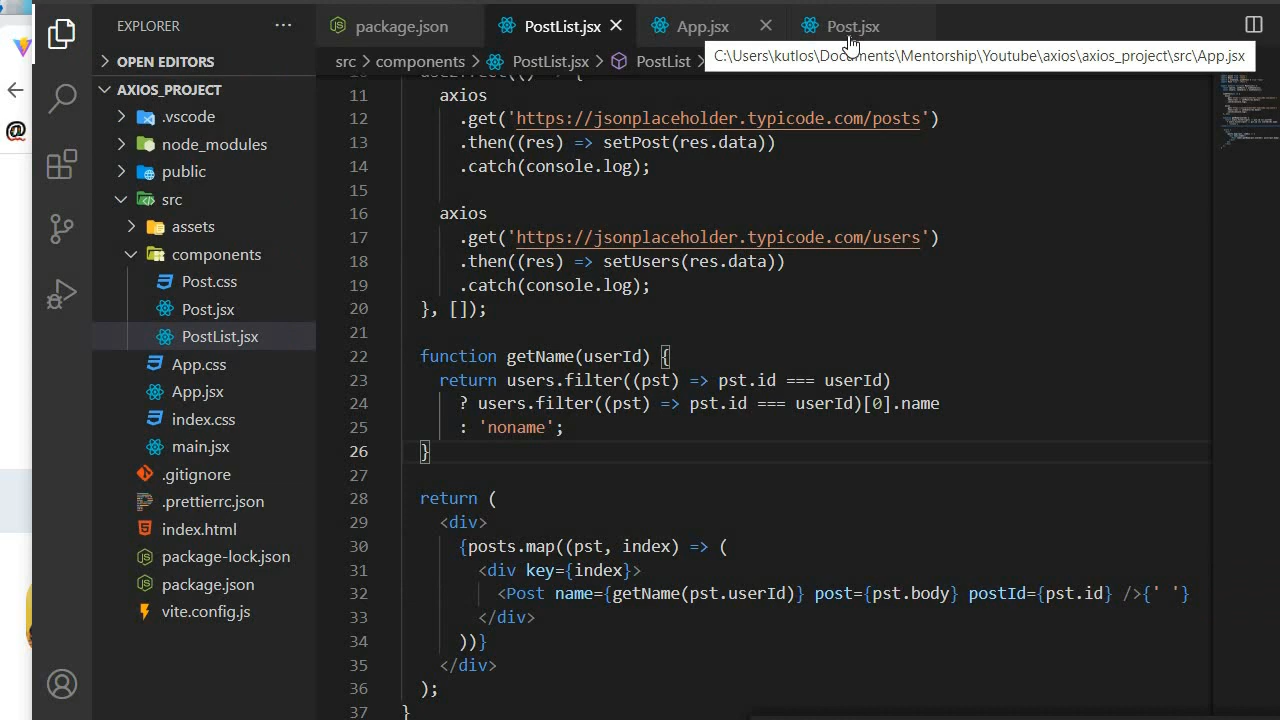 EXPLORER
package.json
PostList.jsx
App.jsx
Post.jsx
OPEN EDITORS
src > components > PostList.jsx > PostList >
C:\Users\kutlos\Documents\Mentorship\Youtube\axios\axios_project\src\App.jsx
AXIOS_PROJECT
.vscode
node_modules
public
src
assets
components
Post.css
Post.jsx
PostList.jsx
App.css
App.jsx
index.css
main.jsx
.gitignore
.prettierrc.json
index.html
package-lock.json
package.json
vite.config.js
11 axios
12 .get('https://jsonplaceholder.typicode.com/posts')
13 .then((res) => setPost(res.data))
14 .catch(console.log);
15
16 axios
17 .get('https://jsonplaceholder.typicode.com/users')
18 .then((res) => setUsers(res.data))
19 .catch(console.log);
20 }, []);
21
22 function getName(userId) {
23 return users.filter((pst) => pst.id === userId)
24 ? users.filter((pst) => pst.id === userId)[0].name
25 : 'noname';
26 }
27
28 return (
29 <div>
30 {posts.map((pst, index) => (
31 <div key={index}>
32 <Post name={getName(pst.userId)} post={pst.body} postId={pst.id} />{' '}
33 </div>
34 ))}
35 </div>
36 );
37 }